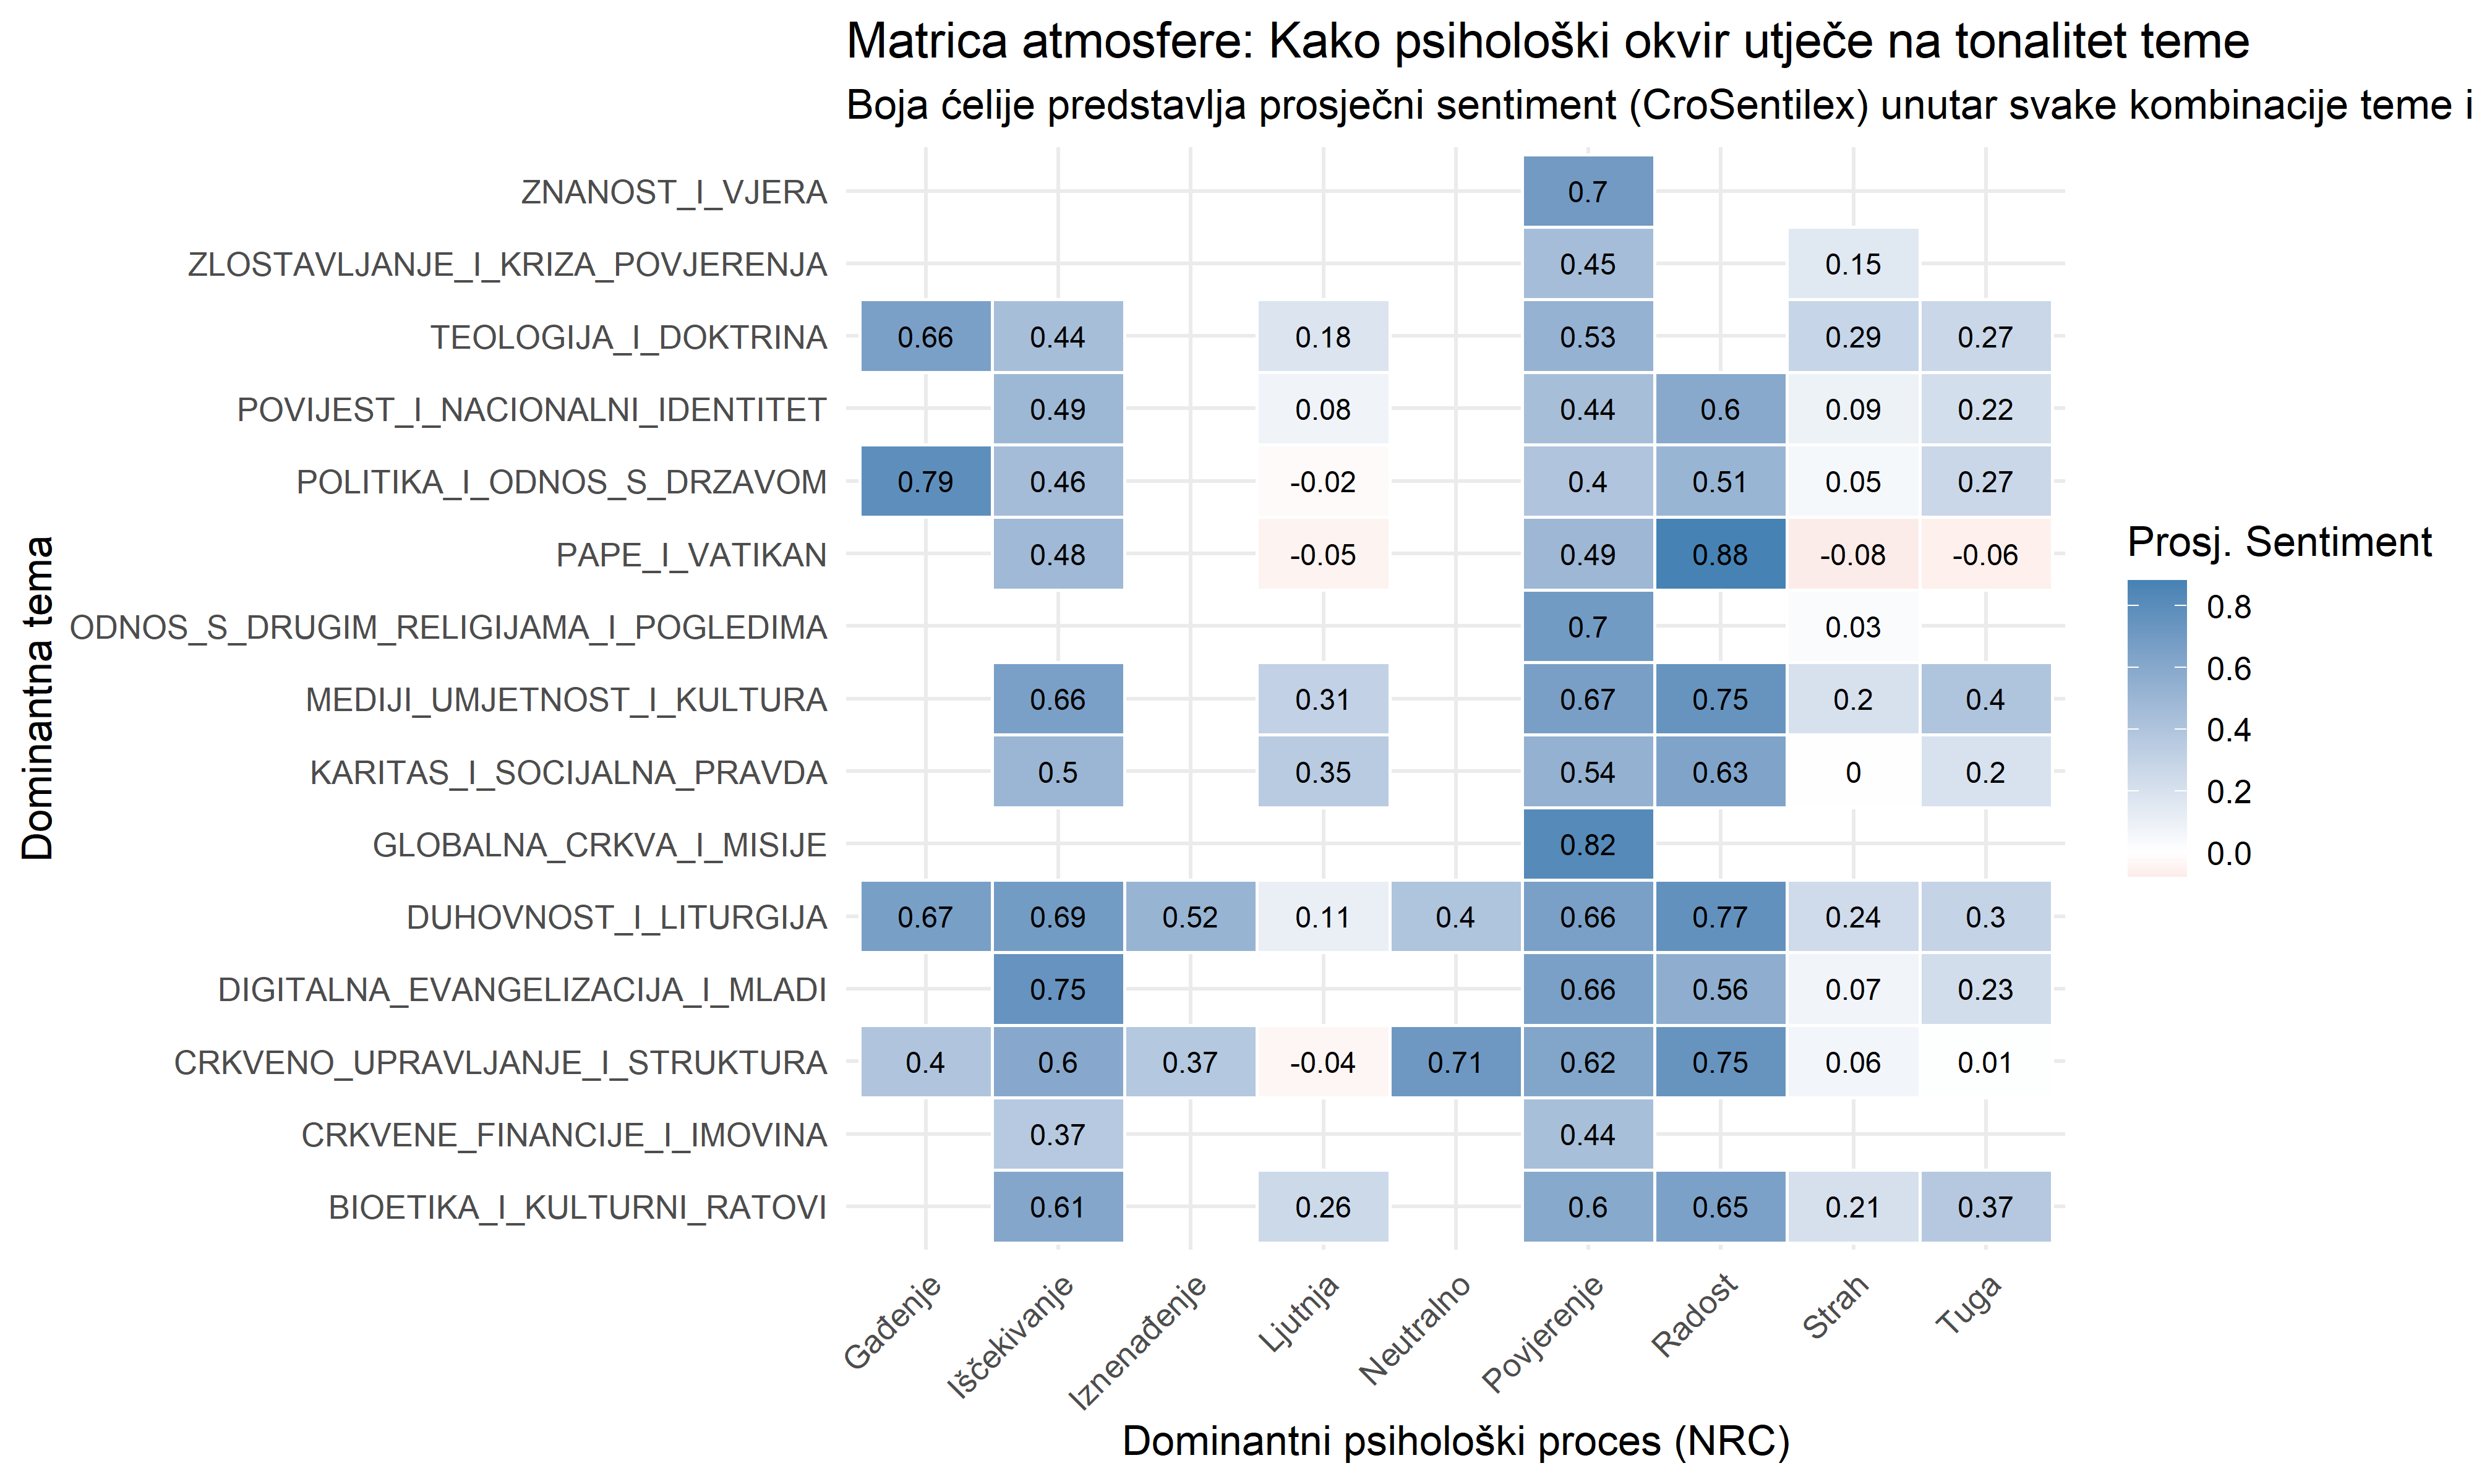 Matrica atmosfere: Kako psihološki okvir utječe na tonalitet teme
Boja ćelije predstavlja prosječni sentiment (CroSentilex) unutar svake kombinacije teme i
Dominantna tema
ZNANOST_I_VJERA 0.7
ZLOSTAVLJANJE_I_KRIZA_POVJERENJA 0.45 0.15
TEOLOGIJA_I_DOKTRINA 0.66 0.44 0.18 0.53 0.29 0.27
POVIJEST_I_NACIONALNI_IDENTITET 0.49 0.08 0.44 0.6 0.09 0.22
POLITIKA_I_ODNOS_S_DRZAVOM 0.79 0.46 -0.02 0.4 0.51 0.05 0.27
PAPE_I_VATIKAN 0.48 -0.05 0.49 0.88 -0.08 -0.06
ODNOS_S_DRUGIM_RELIGIJAMA_I_POGLEDIMA 0.7 0.03
MEDIJI_UMJETNOST_I_KULTURA 0.66 0.31 0.67 0.75 0.2 0.4
KARITAS_I_SOCIJALNA_PRAVDA 0.5 0.35 0.54 0.63 0 0.2
GLOBALNA_CRKVA_I_MISIJE 0.82
DUHOVNOST_I_LITURGIJA 0.67 0.69 0.52 0.11 0.4 0.66 0.77 0.24 0.3
DIGITALNA_EVANGELIZACIJA_I_MLADI 0.75 0.66 0.56 0.07 0.23
CRKVENO_UPRAVLJANJE_I_STRUKTURA 0.4 0.6 0.37 -0.04 0.71 0.62 0.75 0.06 0.01
CRKVENE_FINANCIJE_I_IMOVINA 0.37 0.44
BIOETIKA_I_KULTURNI_RATOVI 0.61 0.26 0.6 0.65 0.21 0.37
Gađenje Iščekivanje Iznenađenje Ljutnja Neutralno Povjerenje Radost Strah Tuga
Dominantni psihološki proces (NRC)
Prosj. Sentiment
0.8
0.6
0.4
0.2
0.0